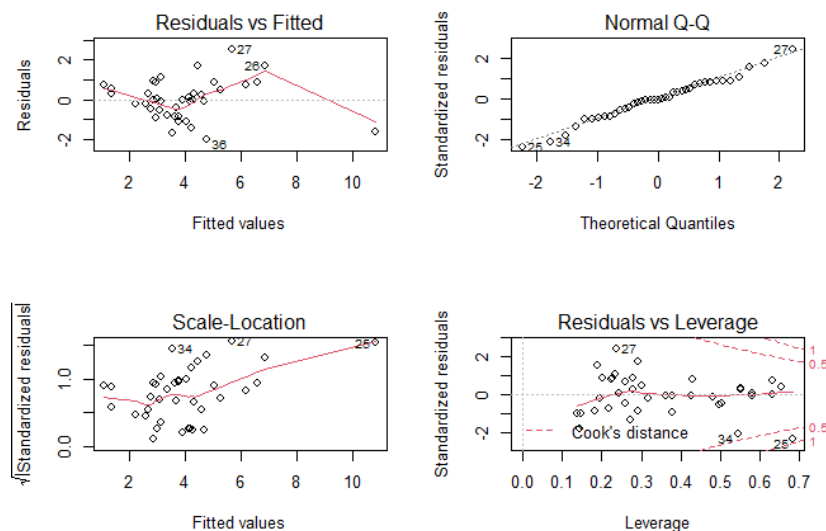 Residuals vs Fitted
Residuals
-2 0 2
27
26
36
2 4 6 8 10
Fitted values
Normal Q-Q
Standardized residuals
-2 0 2
27
25
34
-2 -1 0 1 2
Theoretical Quantiles
Scale-Location
√|Standardized residuals|
0.0 1.0
34
27
25
2 4 6 8 10
Fitted values
Residuals vs Leverage
Standardized residuals
-2 0 2
27
1
0.5
Cook's distance
0.5
1
34
25
0.0 0.1 0.2 0.3 0.4 0.5 0.6 0.7
Leverage